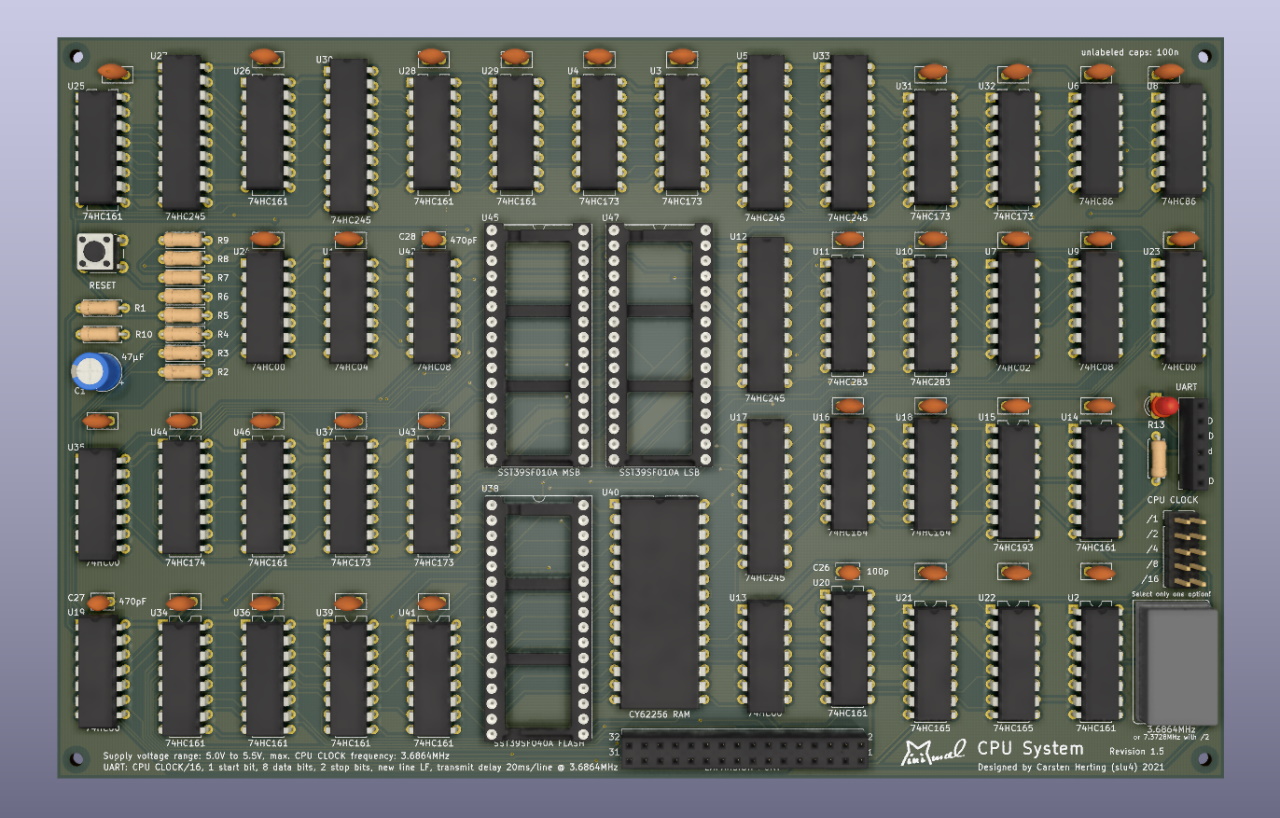 unlabeled caps: 100n
U27
U30
U5
U33
U26
U28
U29
U4
U3
U25
U31
U32
U6
U8
74HC161
74HC245
74HC161
74HC245
74HC161
74HC161
74HC173
74HC173
74HC245
74HC245
74HC173
74HC173
74HC86
74HC86
U45
U47
R9
C28
470pF
U12
R8
U11
U10
U7
U9
U23
R7
RESET
R6
R1
R5
R10
R4
R3
47µF
R2
C1
74HC00
74HC04
74HC08
74HC283
74HC283
74HC02
74HC08
74HC00
UART
74HC245
U17
U16
U18
U15
U14
R13
U35
U44
U46
U37
U43
SST39SF010A MSB
SST39SF010A LSB
U38
U40
CPU CLOCK
/1
/2
/4
/8
/16
74HC00
74HC174
74HC161
74HC173
74HC173
74HC164
74HC164
74HC193
74HC161
74HC245
C26
100p
U20
Select only one option!
C27
470pF
U19
U34
U36
U39
U41
U13
U21
U22
U2
74HC161
74HC161
74HC161
74HC161
SST39SF040A FLASH
CY62256 RAM
74HC161
74HC165
74HC165
74HC161
3.6864MHz
or 7.3728MHz with /2
32
2
31
1
Supply voltage range: 5.0V to 5.5V, max. CPU CLOCK frequency: 3.6864MHz
UART: CPU CLOCK/16, 1 start bit, 8 data bits, 2 stop bits, new line LF, transmit delay 20ms/line @ 3.6864MHz
Minimal
CPU System
Revision 1.5
Designed by Carsten Herting (slu4) 2021